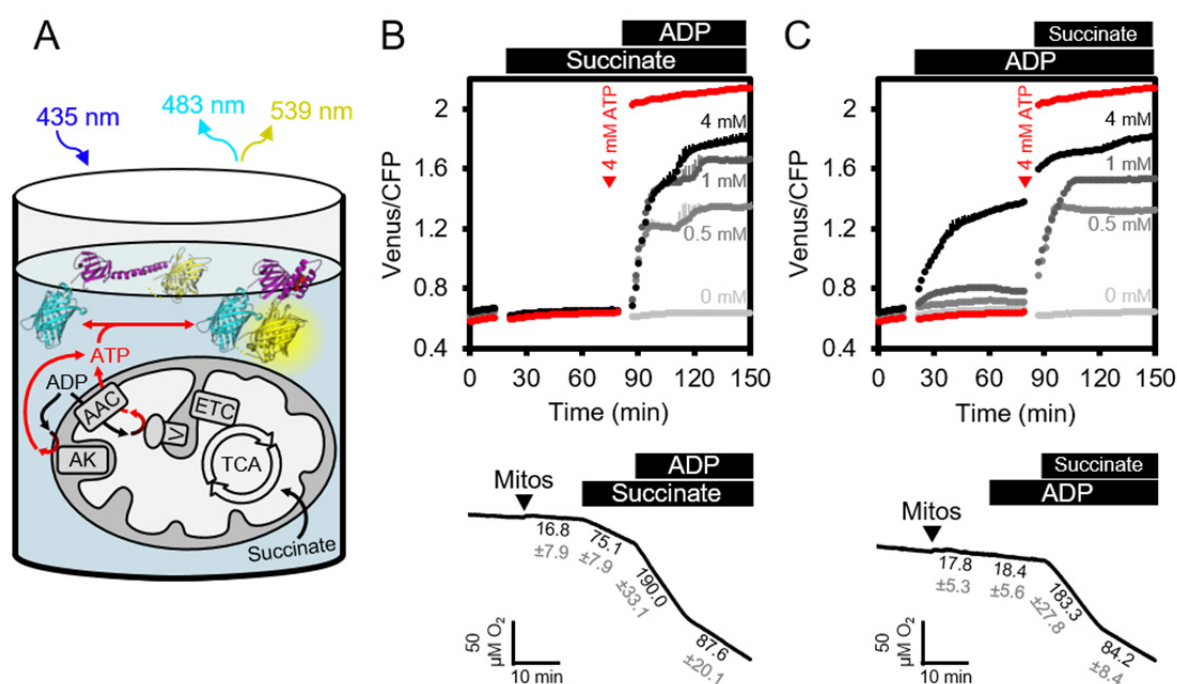 A
435 nm
483 nm
539 nm
ATP
ADP
AAC
AK
V
ETC
TCA
Succinate
B
ADP
Succinate
Venus/CFP
2
1.6
1.2
0.8
0.4
4 mM ATP
4 mM
1 mM
0.5 mM
0 mM
0 30 60 90 120 150
Time (min)
ADP
Succinate
Mitos
16.8
±7.9
75.1
±7.9
190.0
±33.1
87.6
±20.1
50
µM O2
10 min
C
Succinate
ADP
Venus/CFP
2
1.6
1.2
0.8
0.4
4 mM ATP
4 mM
1 mM
0.5 mM
0 mM
0 30 60 90 120 150
Time (min)
Succinate
ADP
Mitos
17.8
±5.3
18.4
±5.6
183.3
±27.8
84.2
±8.4
50
µM O2
10 min